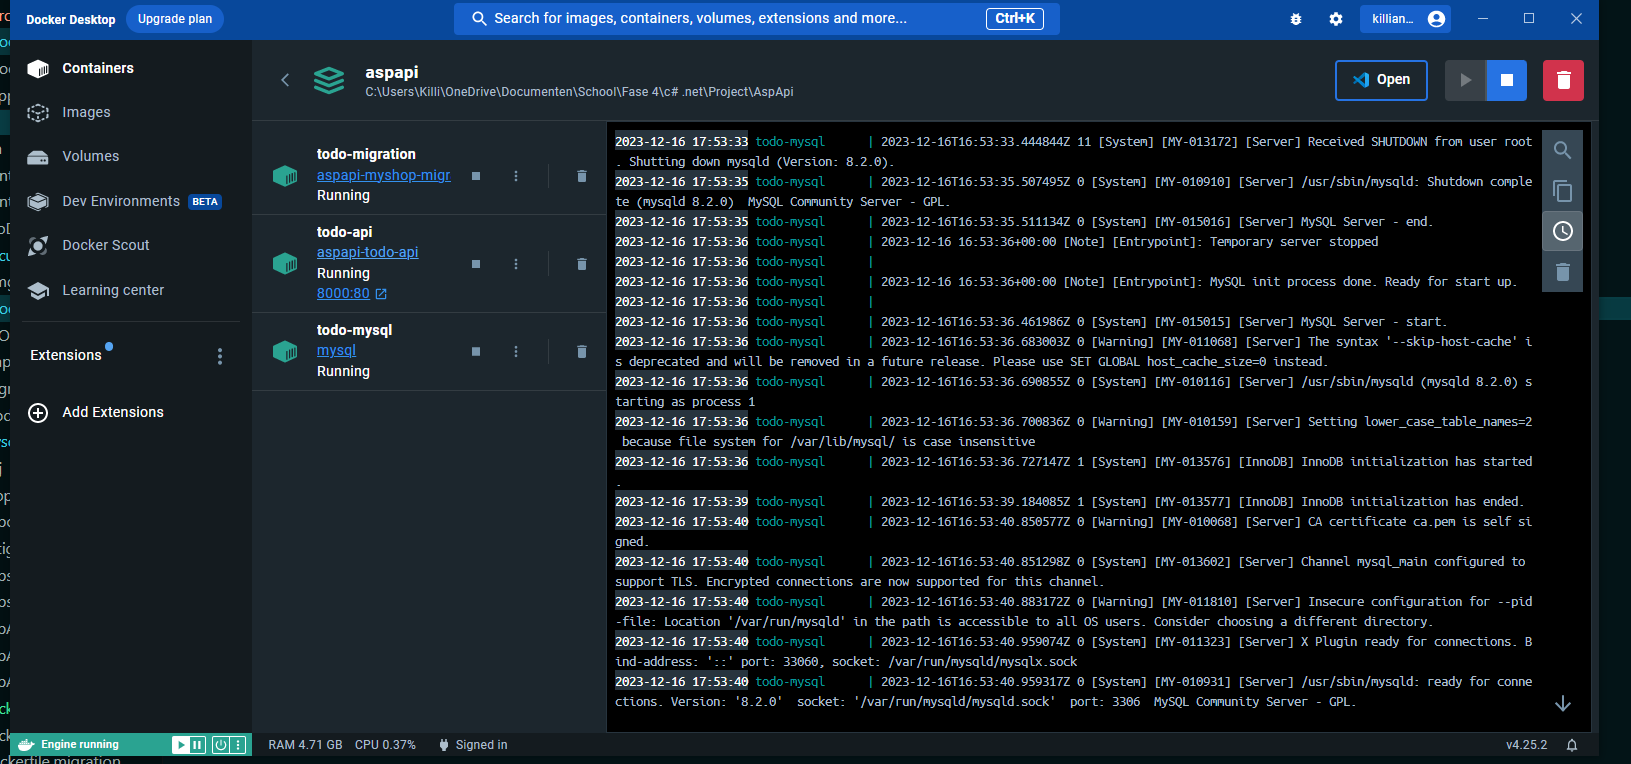 Docker Desktop
Upgrade plan
Search for images, containers, volumes, extensions and more...
Ctrl+K
killian...
Containers
Images
Volumes
Dev Environments
BETA
Docker Scout
Learning center
Extensions
Add Extensions
aspapi
C:\Users\Killi\OneDrive\Documenten\School\Fase 4\c# .net\Project\AspApi
Open
todo-migration
aspapi-myshop-migr
Running
todo-api
aspapi-todo-api
Running
8000:80
todo-mysql
mysql
Running
2023-12-16 17:53:33 todo-mysql | 2023-12-16T16:53:33.444844Z 11 [System] [MY-013172] [Server] Received SHUTDOWN from user root
. Shutting down mysqld (Version: 8.2.0).
2023-12-16 17:53:35 todo-mysql | 2023-12-16T16:53:35.507495Z 0 [System] [MY-010910] [Server] /usr/sbin/mysqld: Shutdown comple
te (mysqld 8.2.0)  MySQL Community Server - GPL.
2023-12-16 17:53:35 todo-mysql | 2023-12-16T16:53:35.511134Z 0 [System] [MY-015016] [Server] MySQL Server - end.
2023-12-16 17:53:36 todo-mysql | 2023-12-16 16:53:36+00:00 [Note] [Entrypoint]: Temporary server stopped
2023-12-16 17:53:36 todo-mysql |
2023-12-16 17:53:36 todo-mysql | 2023-12-16 16:53:36+00:00 [Note] [Entrypoint]: MySQL init process done. Ready for start up.
2023-12-16 17:53:36 todo-mysql |
2023-12-16 17:53:36 todo-mysql | 2023-12-16T16:53:36.461986Z 0 [System] [MY-015015] [Server] MySQL Server - start.
2023-12-16 17:53:36 todo-mysql | 2023-12-16T16:53:36.683003Z 0 [Warning] [MY-011068] [Server] The syntax '--skip-host-cache' i
s deprecated and will be removed in a future release. Please use SET GLOBAL host_cache_size=0 instead.
2023-12-16 17:53:36 todo-mysql | 2023-12-16T16:53:36.690855Z 0 [System] [MY-010116] [Server] /usr/sbin/mysqld (mysqld 8.2.0) s
tarting as process 1
2023-12-16 17:53:36 todo-mysql | 2023-12-16T16:53:36.700836Z 0 [Warning] [MY-010159] [Server] Setting lower_case_table_names=2
because file system for /var/lib/mysql/ is case insensitive
2023-12-16 17:53:36 todo-mysql | 2023-12-16T16:53:36.727147Z 1 [System] [MY-013576] [InnoDB] InnoDB initialization has started
.
2023-12-16 17:53:39 todo-mysql | 2023-12-16T16:53:39.184085Z 1 [System] [MY-013577] [InnoDB] InnoDB initialization has ended.
2023-12-16 17:53:40 todo-mysql | 2023-12-16T16:53:40.850577Z 0 [Warning] [MY-010068] [Server] CA certificate ca.pem is self si
gned.
2023-12-16 17:53:40 todo-mysql | 2023-12-16T16:53:40.851298Z 0 [System] [MY-013602] [Server] Channel mysql_main configured to
support TLS. Encrypted connections are now supported for this channel.
2023-12-16 17:53:40 todo-mysql | 2023-12-16T16:53:40.883172Z 0 [Warning] [MY-011810] [Server] Insecure configuration for --pid
-file: Location '/var/run/mysqld' in the path is accessible to all OS users. Consider choosing a different directory.
2023-12-16 17:53:40 todo-mysql | 2023-12-16T16:53:40.959074Z 0 [System] [MY-011323] [Server] X Plugin ready for connections. B
ind-address: '::' port: 33060, socket: /var/run/mysqld/mysqlx.sock
2023-12-16 17:53:40 todo-mysql | 2023-12-16T16:53:40.959317Z 0 [System] [MY-010931] [Server] /usr/sbin/mysqld: ready for conne
ctions. Version: '8.2.0'  socket: '/var/run/mysqld/mysqld.sock'  port: 3306  MySQL Community Server - GPL.
Engine running
RAM 4.71 GB
CPU 0.37%
Signed in
v4.25.2